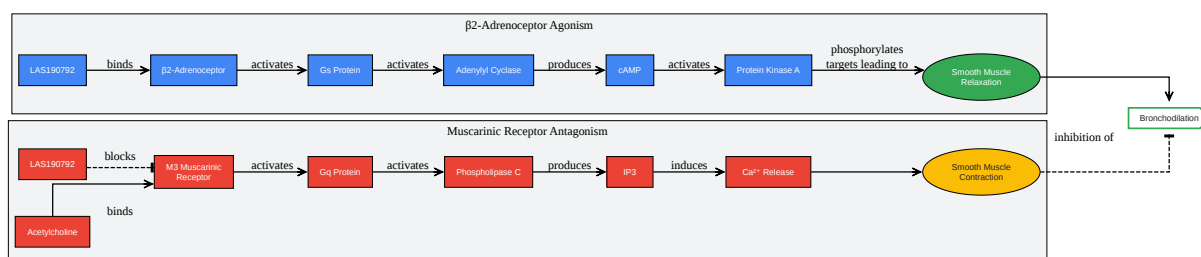 β2-Adrenoceptor Agonism
LAS190792
binds
β2-Adrenoceptor
activates
Gs Protein
activates
Adenylyl Cyclase
produces
cAMP
activates
Protein Kinase A
phosphorylates
targets leading to
Smooth Muscle
Relaxation
Bronchodilation
Muscarinic Receptor Antagonism
LAS190792
blocks
M3 Muscarinic
Receptor
activates
Gq Protein
activates
Phospholipase C
produces
IP3
induces
Ca²⁺ Release
Smooth Muscle
Contraction
inhibition of
binds
Acetylcholine